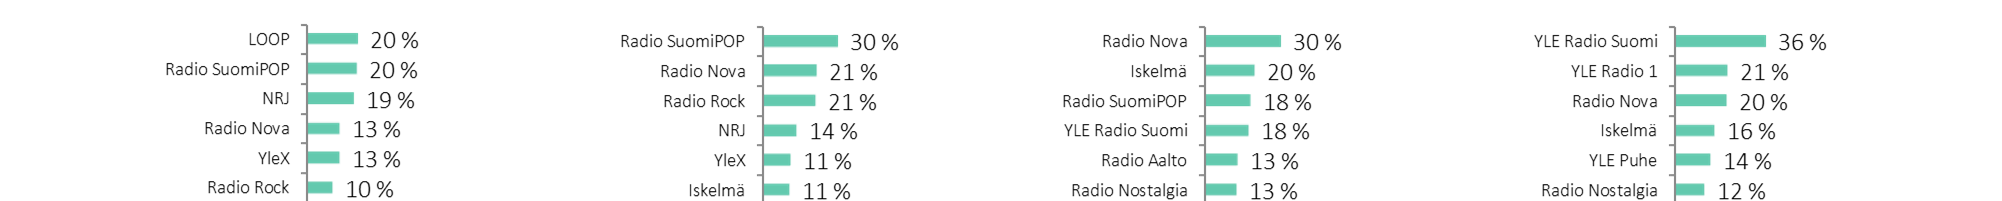 LOOP 20 %
Radio SuomiPOP 20 %
NRJ 19 %
Radio Nova 13 %
YleX 13 %
Radio Rock 10 %
Radio SuomiPOP 30 %
Radio Nova 21 %
Radio Rock 21 %
NRJ 14 %
YleX 11 %
Iskelmä 11 %
Radio Nova 30 %
Iskelmä 20 %
Radio SuomiPOP 18 %
YLE Radio Suomi 18 %
Radio Aalto 13 %
Radio Nostalgia 13 %
YLE Radio Suomi 36 %
YLE Radio 1 21 %
Radio Nova 20 %
Iskelmä 16 %
YLE Puhe 14 %
Radio Nostalgia 12 %